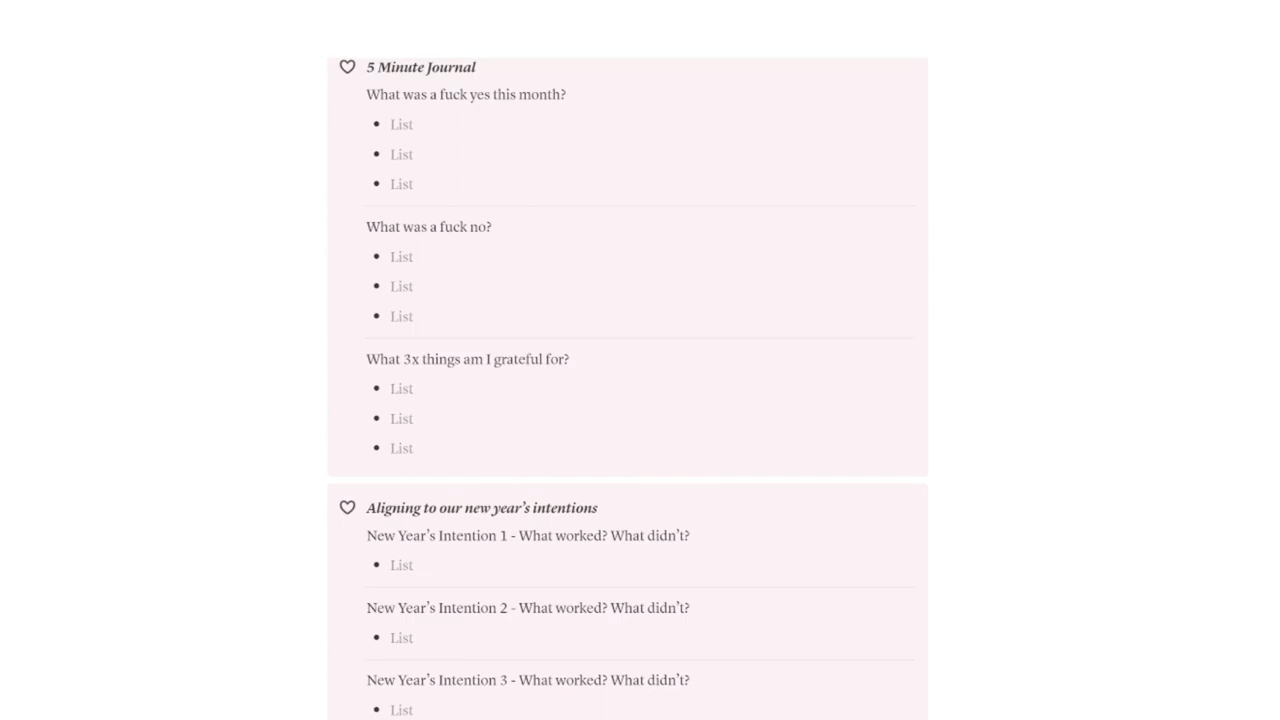 5 Minute Journal
What was a fuck yes this month?
• List
• List
• List
What was a fuck no?
• List
• List
• List
What 3x things am I grateful for?
• List
• List
• List
Aligning to our new year’s intentions
New Year’s Intention 1 - What worked? What didn’t?
• List
New Year’s Intention 2 - What worked? What didn’t?
• List
New Year’s Intention 3 - What worked? What didn’t?
• List